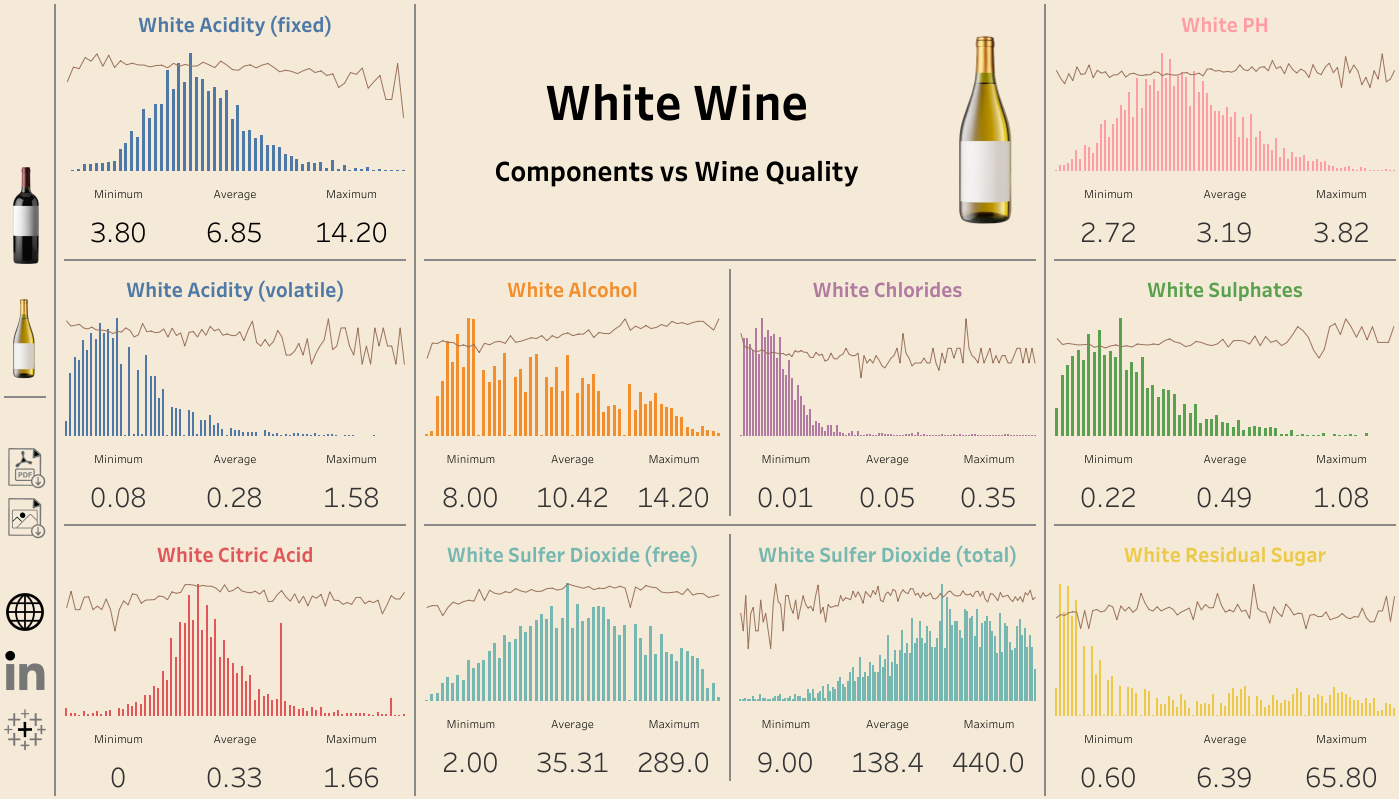 White Acidity (fixed)
Minimum Average Maximum
3.80 6.85 14.20
White Wine
Components vs Wine Quality
White PH
Minimum Average Maximum
2.72 3.19 3.82
White Acidity (volatile)
Minimum Average Maximum
0.08 0.28 1.58
White Alcohol
Minimum Average Maximum
8.00 10.42 14.20
White Chlorides
Minimum Average Maximum
0.01 0.05 0.35
White Sulphates
Minimum Average Maximum
0.22 0.49 1.08
White Citric Acid
Minimum Average Maximum
0 0.33 1.66
White Sulfer Dioxide (free)
Minimum Average Maximum
2.00 35.31 289.0
White Sulfer Dioxide (total)
Minimum Average Maximum
9.00 138.4 440.0
White Residual Sugar
Minimum Average Maximum
0.60 6.39 65.80
PDF
in